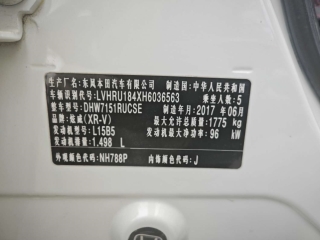 生产厂名:东风本田汽车有限公司 制造国:中华人民共和国
车辆识别代号:LVHRU184XH6036563 乘坐人数:5
整车型号:DHW7151RUCSE 制造年月:2017 年06月
品牌:炫威(XR-V) 最大允许总质量:1775 kg
发动机型号:L15B5 发动机最大净功率:96 kW
发动机排量:1.498 L
外观颜色代码:NH788P 内饰颜色代码:J